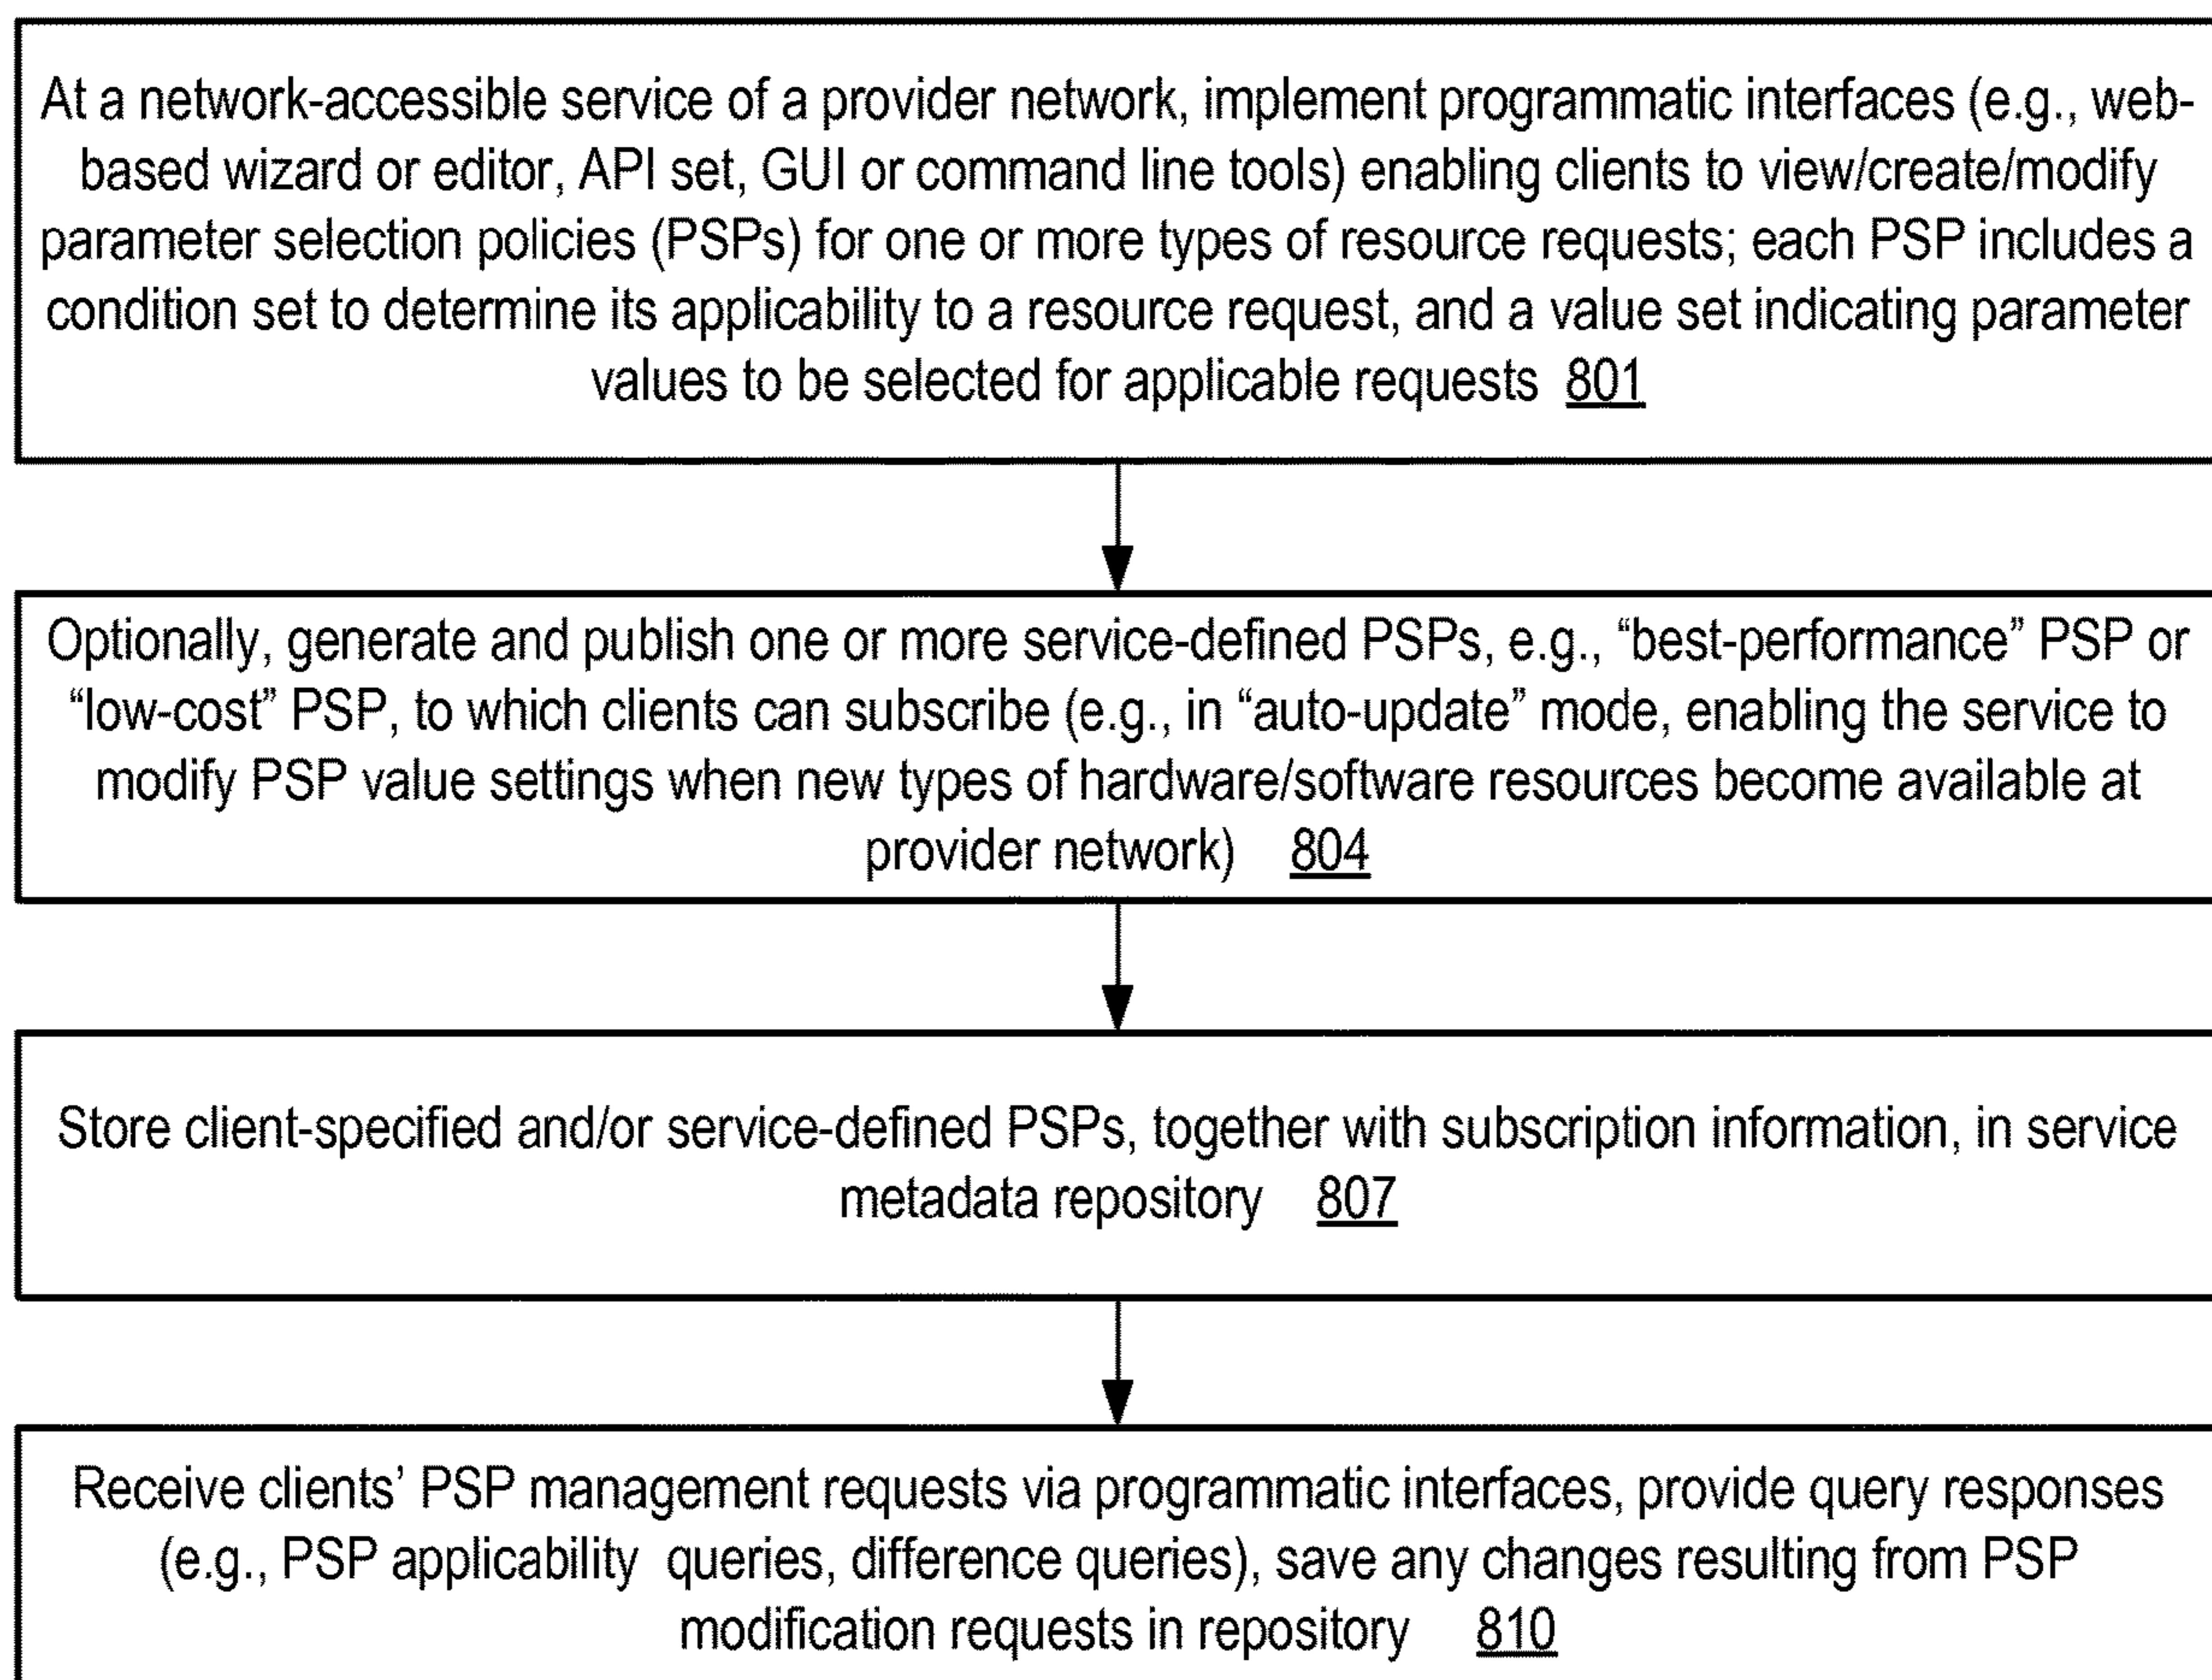 At a network-accessible service of a provider network, implement programmatic interfaces (e.g., web-
based wizard or editor, API set, GUI or command line tools) enabling clients to view/create/modify
parameter selection policies (PSPs) for one or more types of resource requests; each PSP includes a
condition set to determine its applicability to a resource request, and a value set indicating parameter
values to be selected for applicable requests 801
Optionally, generate and publish one or more service-defined PSPs, e.g., “best-performance” PSP or
“low-cost” PSP, to which clients can subscribe (e.g., in “auto-update” mode, enabling the service to
modify PSP value settings when new types of hardware/software resources become available at
provider network) 804
Store client-specified and/or service-defined PSPs, together with subscription information, in service
metadata repository 807
Receive clients’ PSP management requests via programmatic interfaces, provide query responses
(e.g., PSP applicability queries, difference queries), save any changes resulting from PSP
modification requests in repository 810